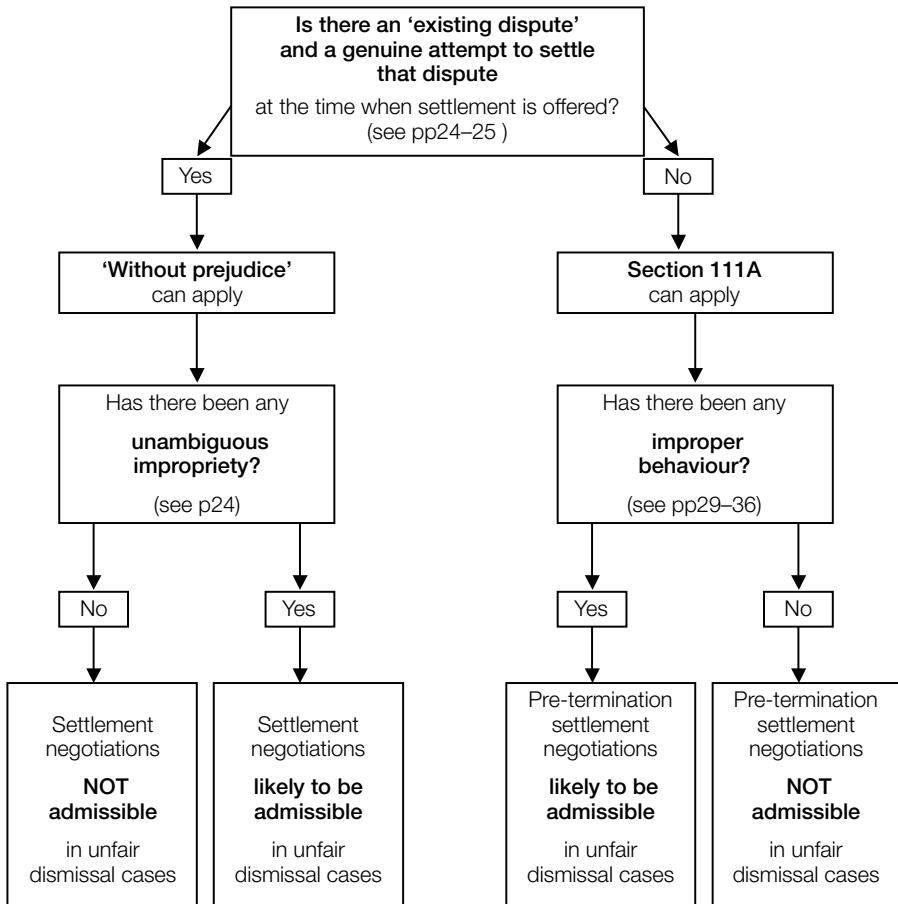 Is there an ‘existing dispute’
and a genuine attempt to settle
that dispute
at the time when settlement is offered?
(see pp24–25 )
Yes
No
‘Without prejudice’
can apply
Section 111A
can apply
Has there been any
unambiguous
impropriety?
(see p24)
Has there been any
improper
behaviour?
(see pp29–36)
No
Yes
Yes
No
Settlement
negotiations
NOT
admissible
in unfair
dismissal cases
Settlement
negotiations
likely to be
admissible
in unfair
dismissal cases
Pre-termination
settlement
negotiations
likely to be
admissible
in unfair
dismissal cases
Pre-termination
settlement
negotiations
NOT
admissible
in unfair
dismissal cases